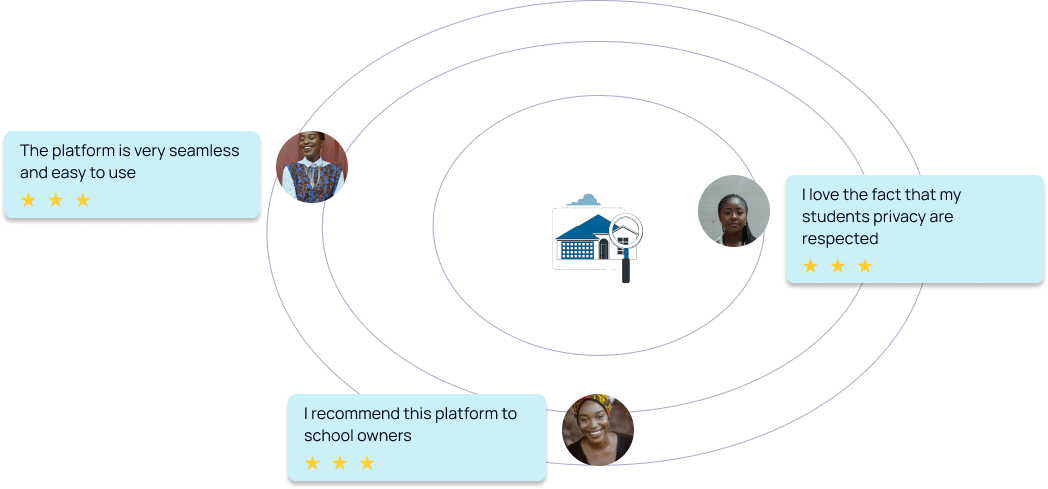 The platform is very seamless
and easy to use
I love the fact that my
students privacy are
respected
I recommend this platform to
school owners